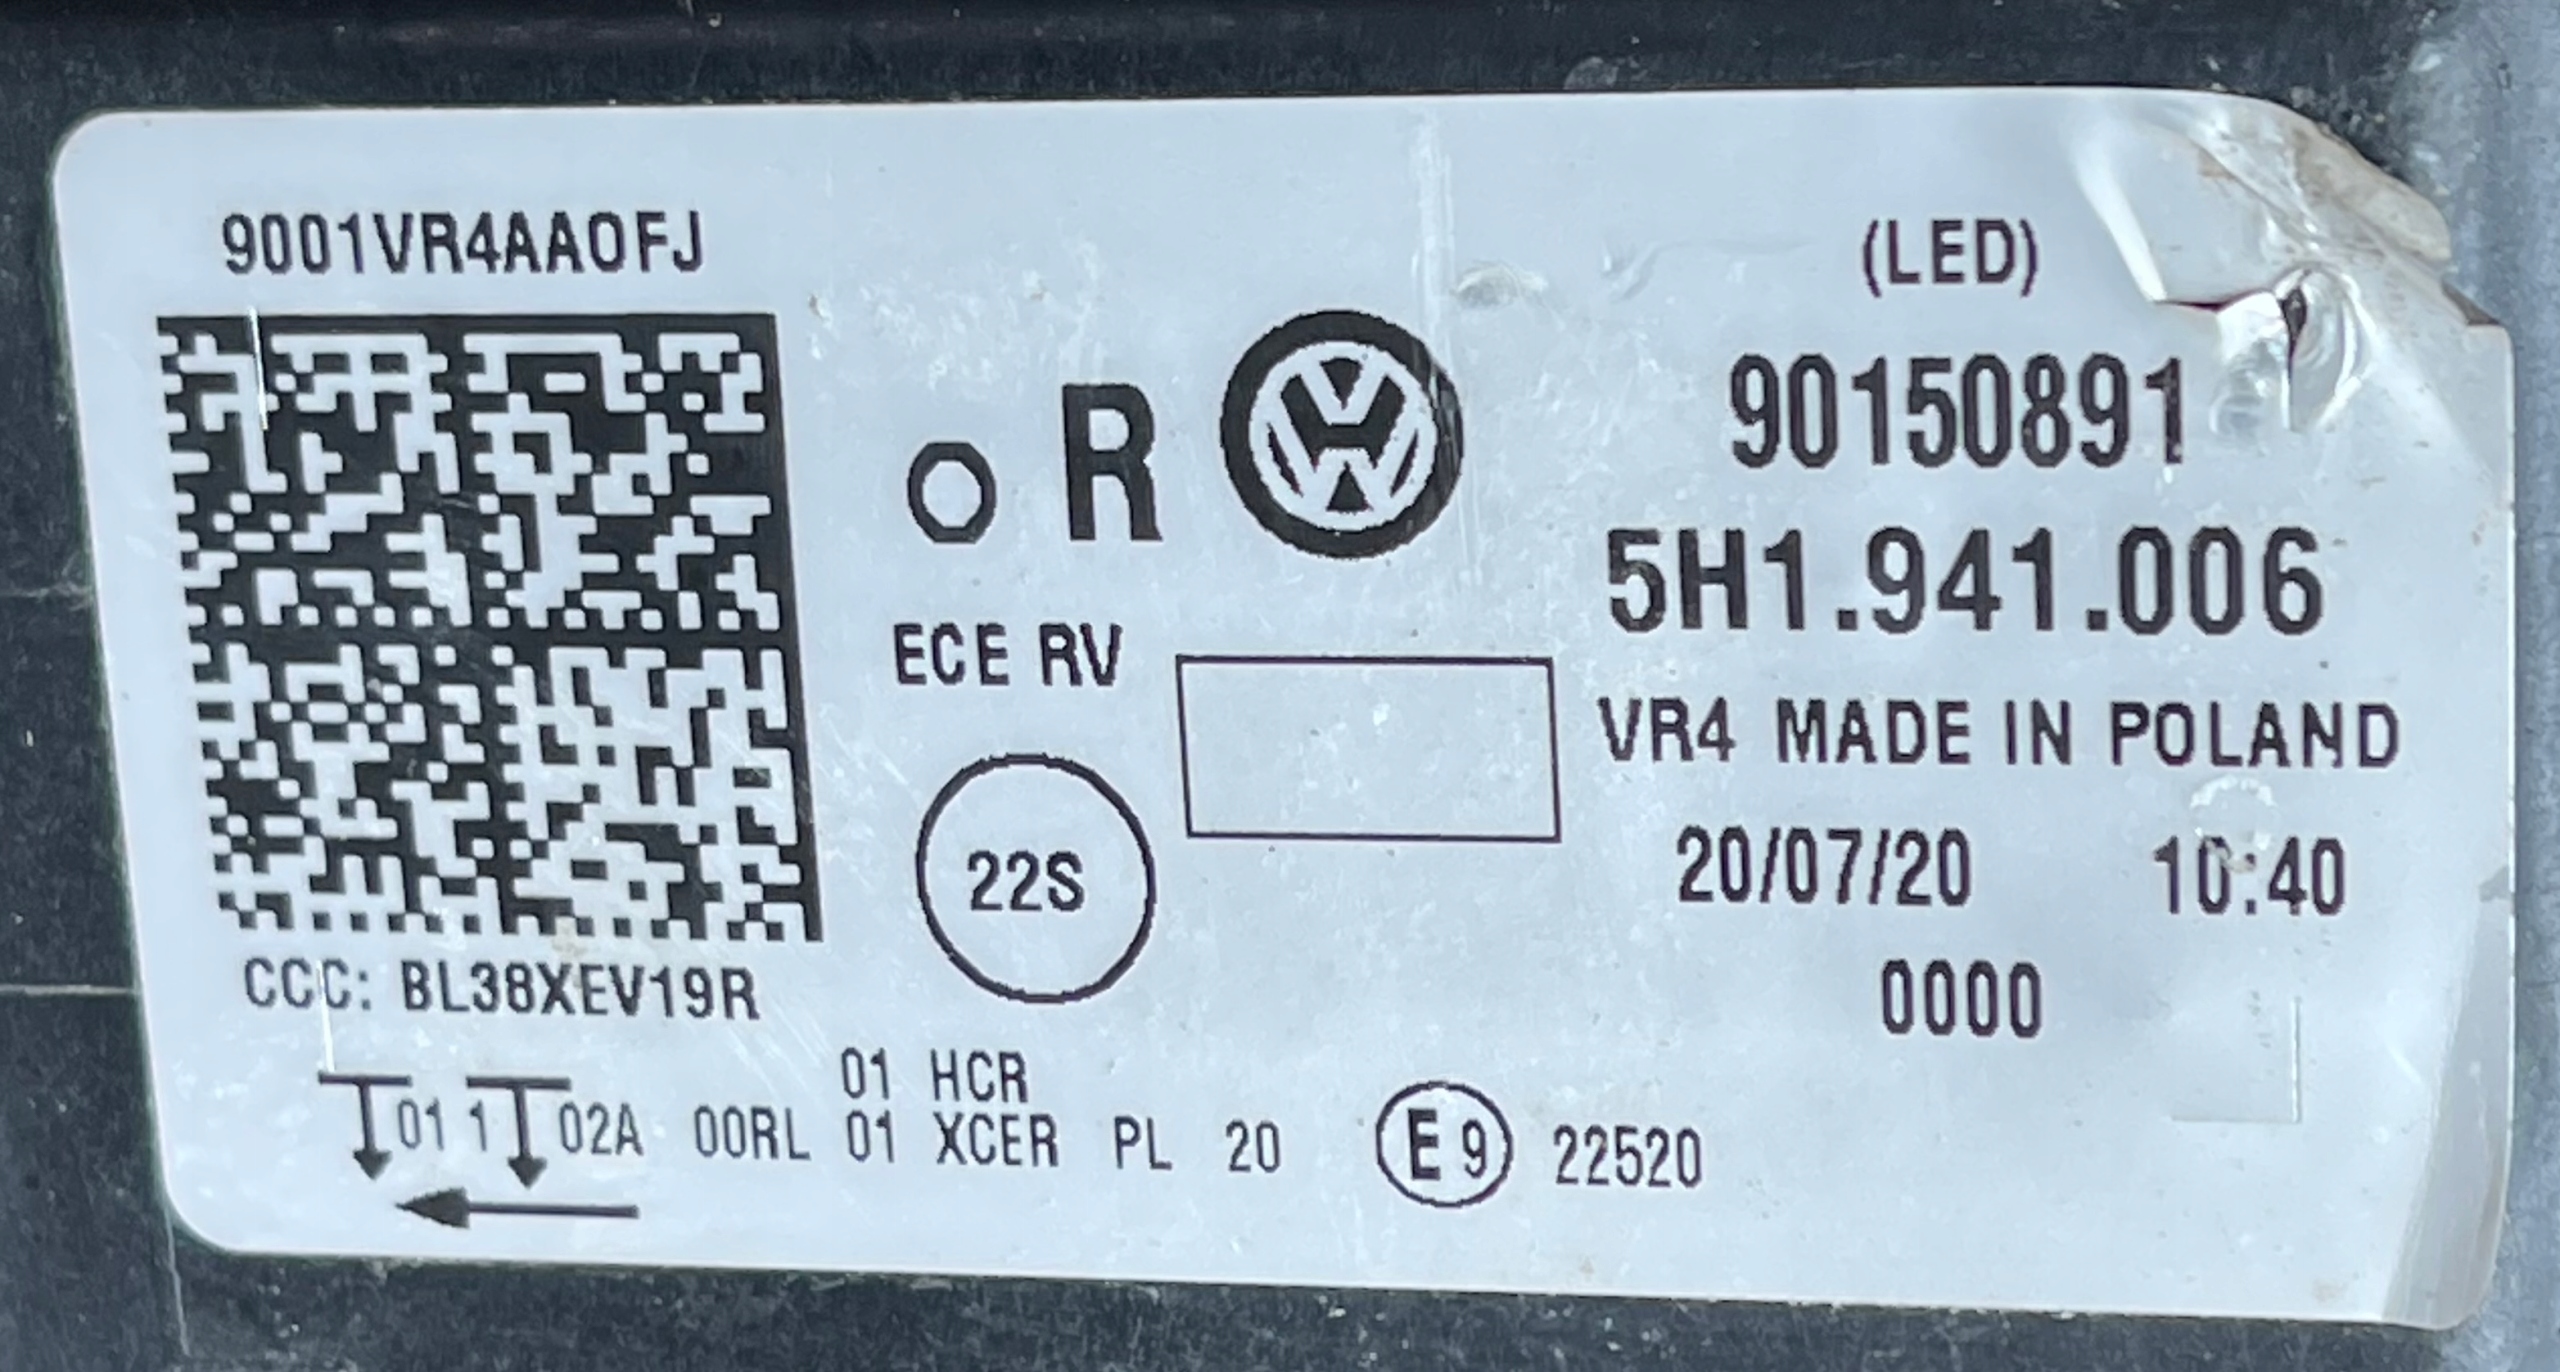 9001VR4AA0FJ
(LED)
90150891
o R
5H1.941.006
ECE RV
VR4 MADE IN POLAND
22S
20/07/20 10:40
CCC: BL38XEV19R
0000
01 HCR
01 1 02A 00RL 01 XCER PL 20 E9 22520